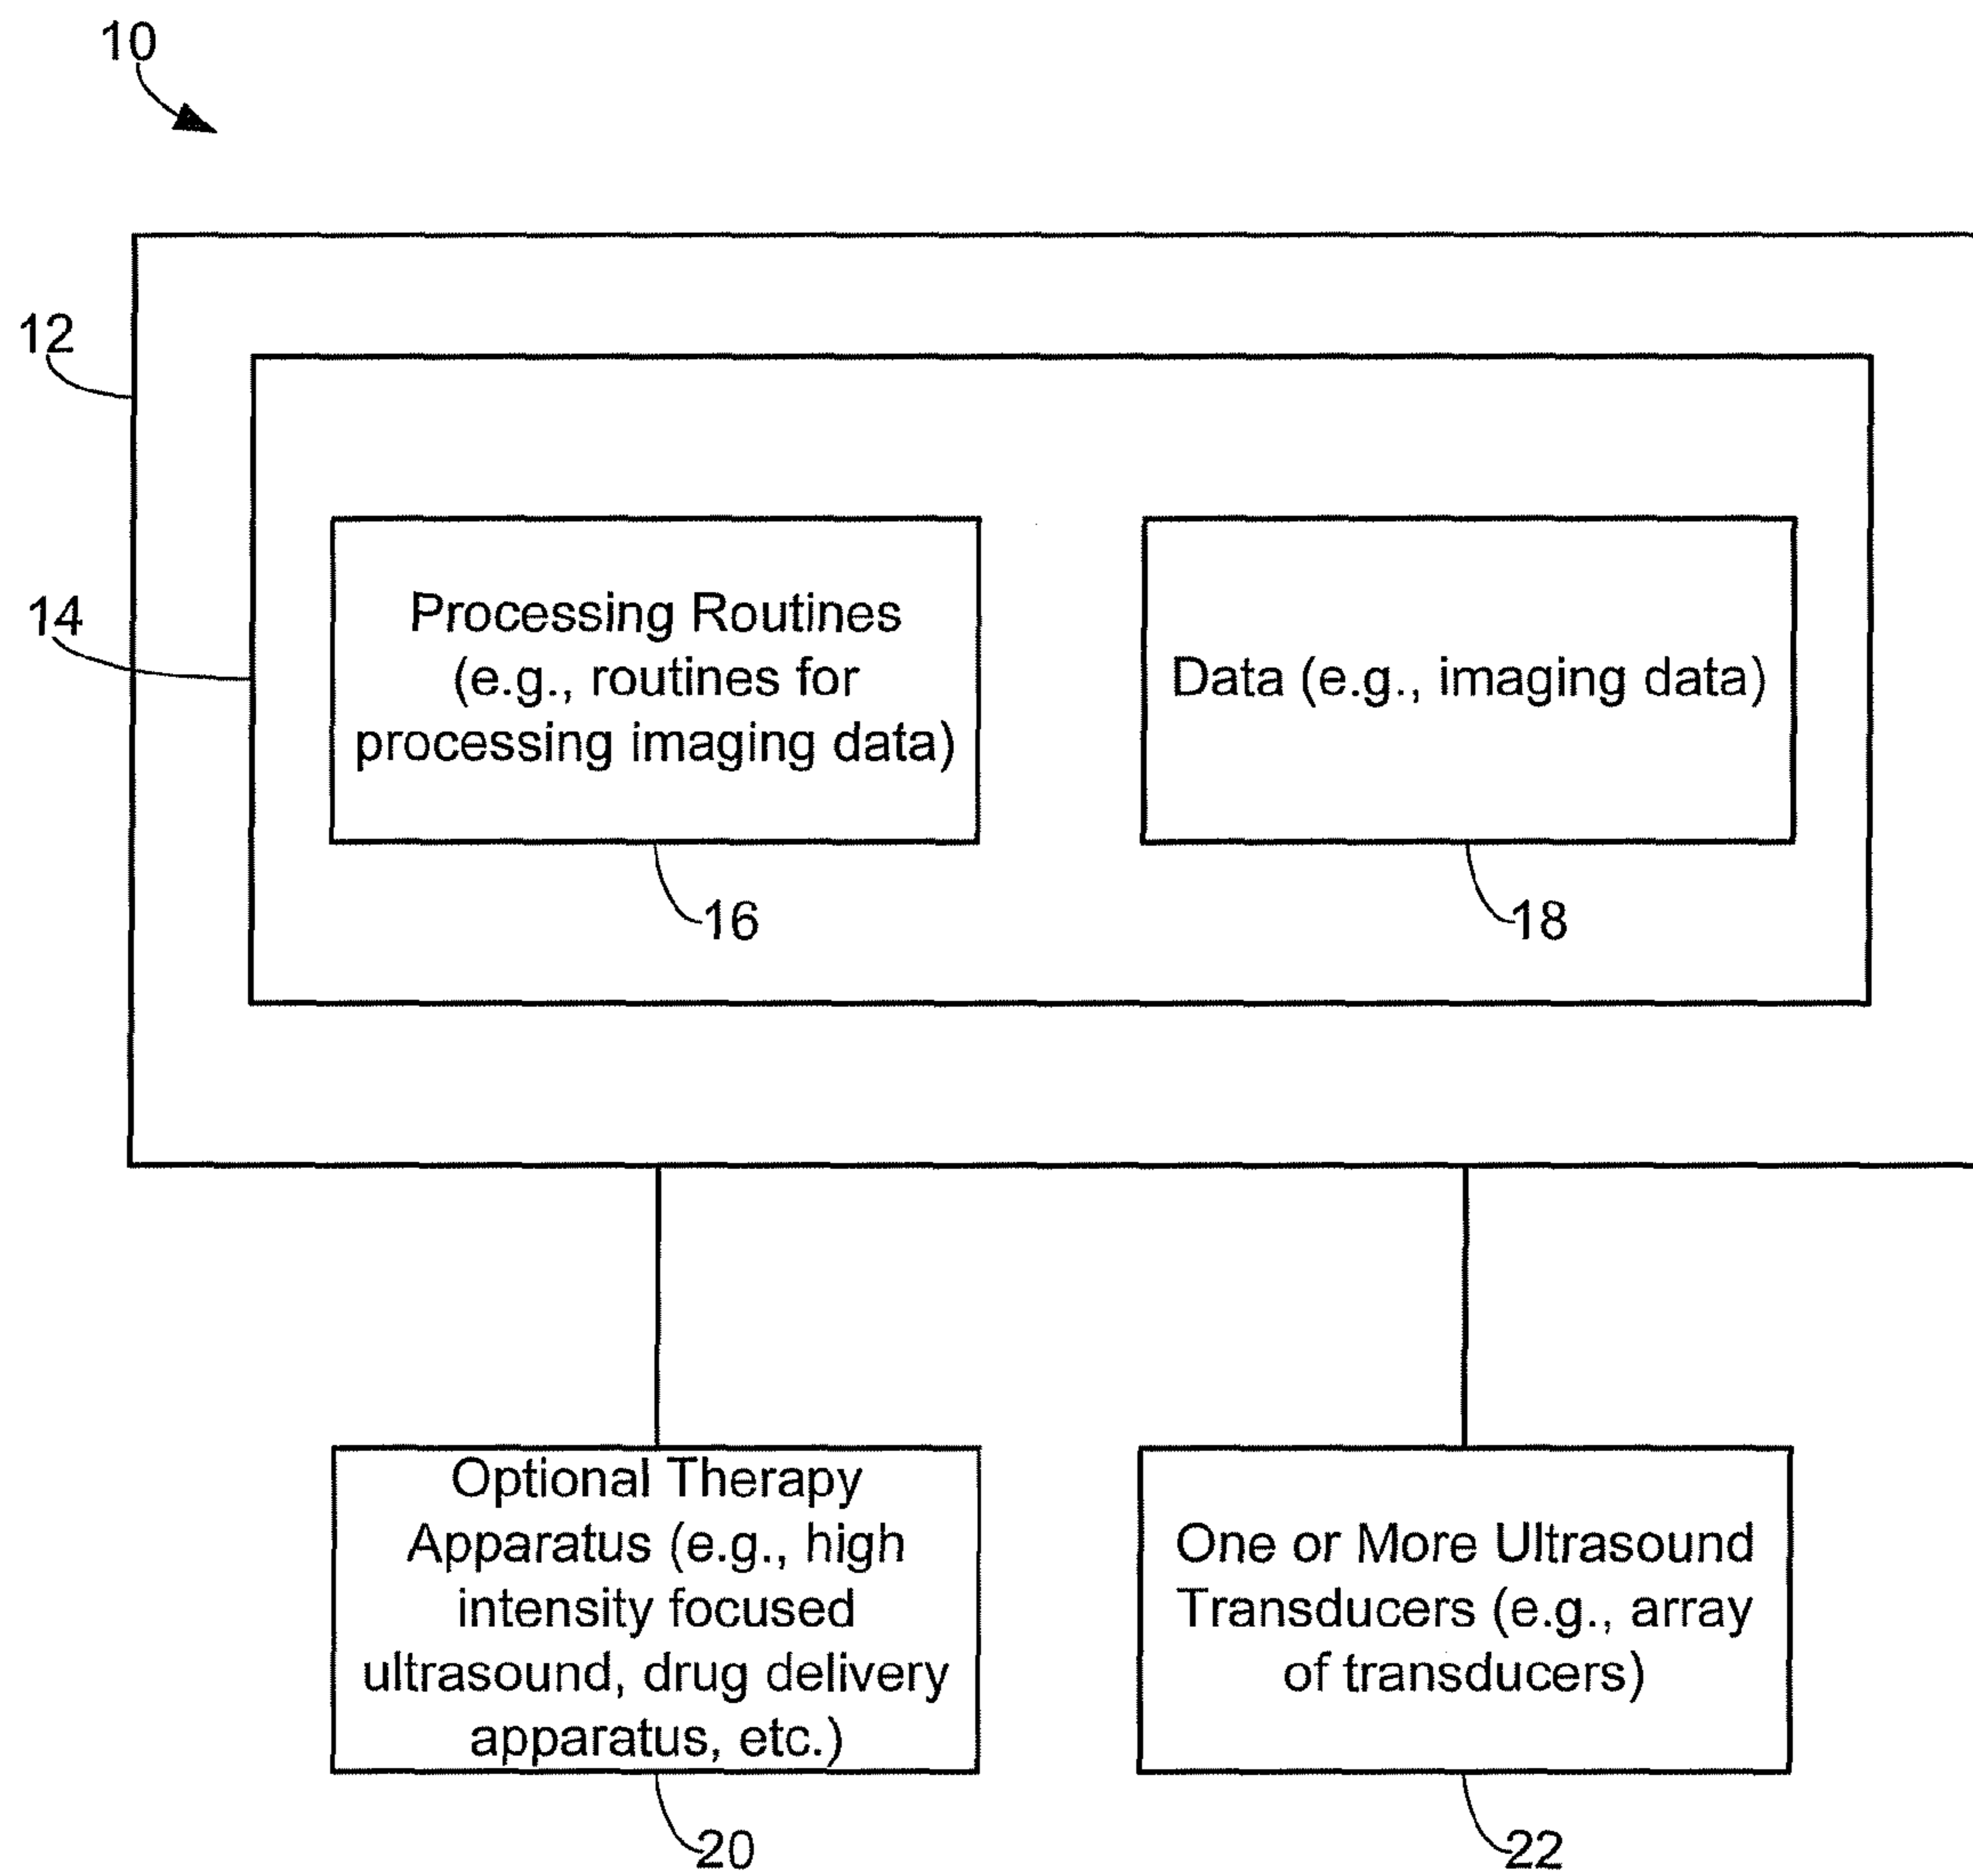 10
12
14
Processing Routines
(e.g., routines for
processing imaging data)
Data (e.g., imaging data)
16
18
Optional Therapy
Apparatus (e.g., high
intensity focused
ultrasound, drug delivery
apparatus, etc.)
One or More Ultrasound
Transducers (e.g., array
of transducers)
20
22